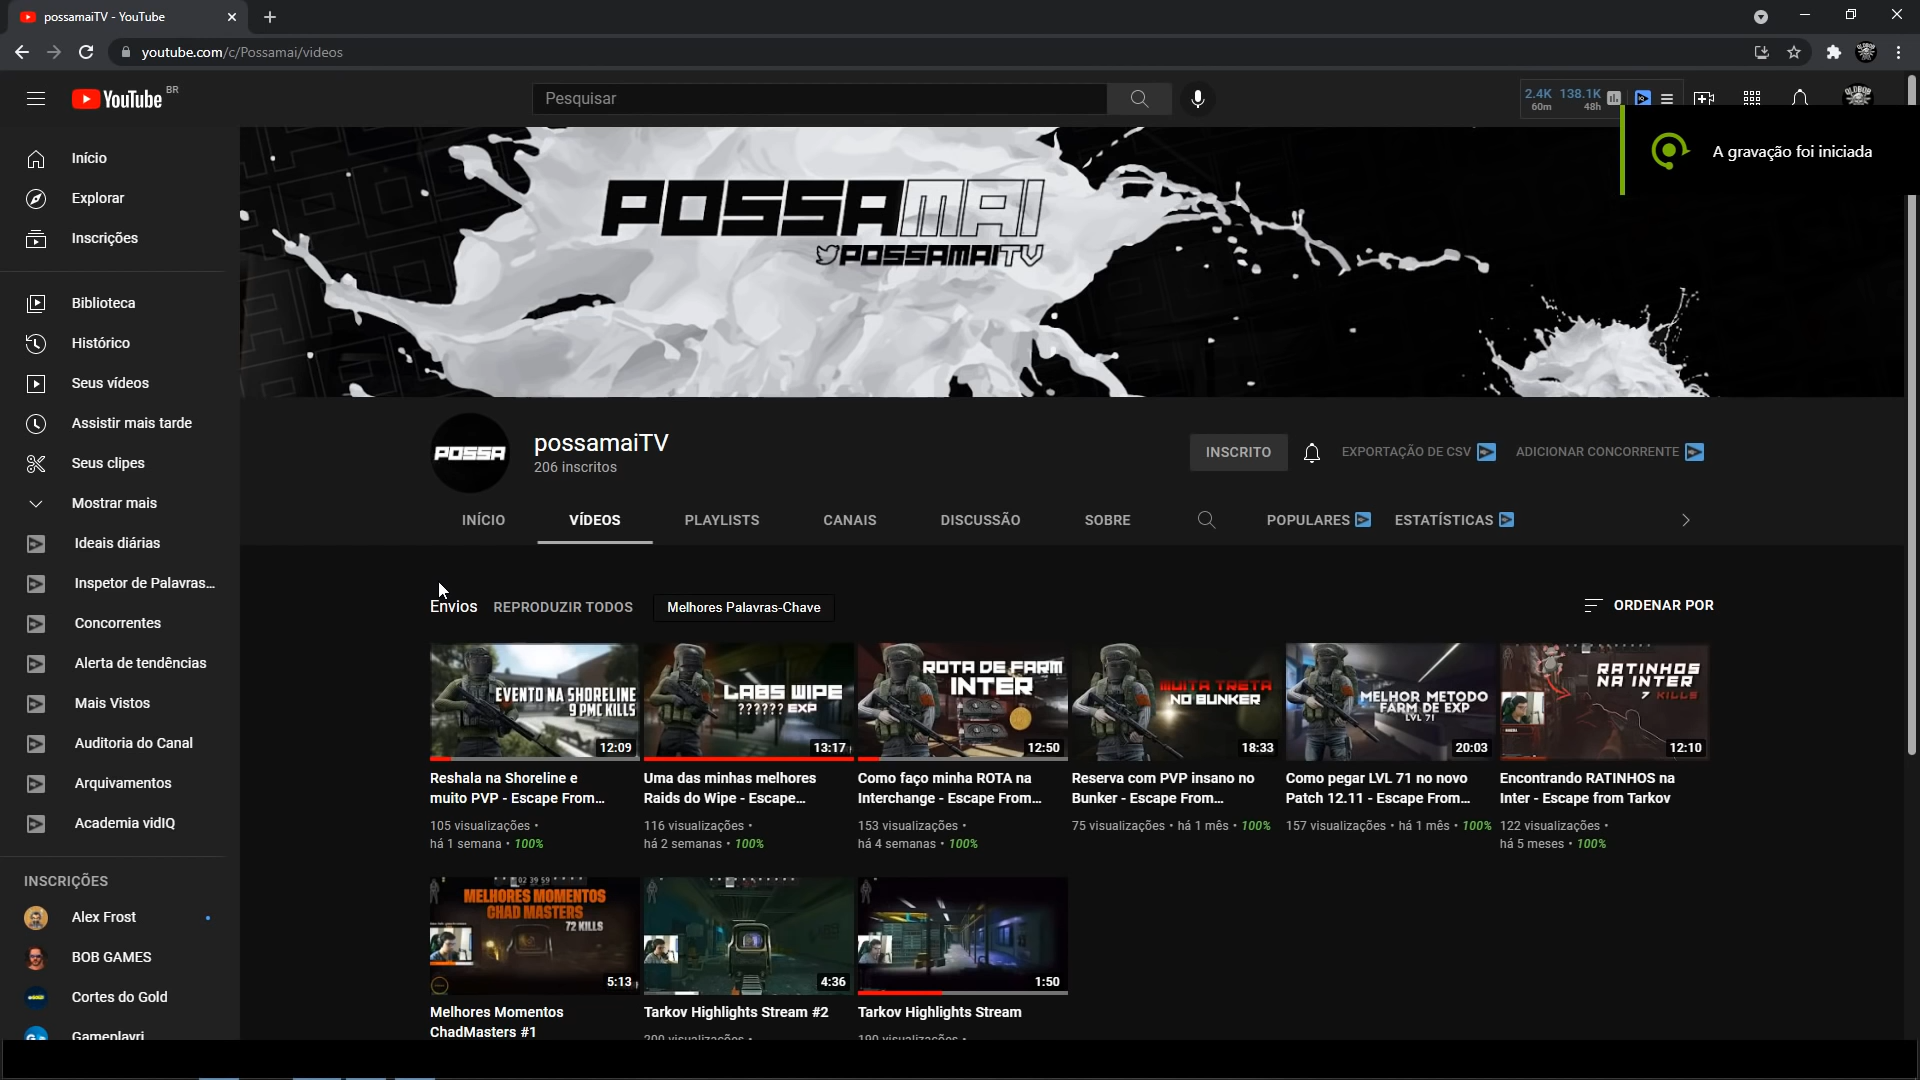 possamaiTV - YouTube
youtube.com/c/Possamai/videos
YouTube BR
Pesquisar
2.4K 138.1K
60m 48h
A gravação foi iniciada
Início
Explorar
Inscrições
Biblioteca
Histórico
Seus vídeos
Assistir mais tarde
Seus clipes
Mostrar mais
Ideais diárias
Inspetor de Palavras...
Concorrentes
Alerta de tendências
Mais Vistos
Auditoria do Canal
Arquivamentos
Academia vidIQ
INSCRIÇÕES
Alex Frost
BOB GAMES
Cortes do Gold
Gameplayrj
POSSAMAI
POSSAMAITV
POSSA
possamaiTV
206 inscritos
INSCRITO
EXPORTAÇÃO DE CSV
ADICIONAR CONCORRENTE
INÍCIO VÍDEOS PLAYLISTS CANAIS DISCUSSÃO SOBRE POPULARES ESTATÍSTICAS
Envios REPRODUZIR TODOS Melhores Palavras-Chave ORDENAR POR
EVENTO NA SHORELINE
9 PMC KILLS
12:09
Reshala na Shoreline e
muito PVP - Escape From...
105 visualizações •
há 1 semana • 100%
LABS WIPE
?????? EXP
13:17
Uma das minhas melhores
Raids do Wipe - Escape...
116 visualizações •
há 2 semanas • 100%
ROTA DE FARM
INTER
12:50
Como faço minha ROTA na
Interchange - Escape From...
153 visualizações •
há 4 semanas • 100%
MUITA TRETA
NO BUNKER
18:33
Reserva com PVP insano no
Bunker - Escape From...
75 visualizações • há 1 mês • 100%
MELHOR METODO
FARM DE EXP
LVL 71
20:03
Como pegar LVL 71 no novo
Patch 12.11 - Escape From...
157 visualizações • há 1 mês • 100%
RATINHOS
NA INTER
7 KILLS
12:10
Encontrando RATINHOS na
Inter - Escape from Tarkov
122 visualizações •
há 5 meses • 100%
02 39 59
MELHORES MOMENTOS
CHAD MASTERS
72 KILLS
5:13
Melhores Momentos
ChadMasters #1
4:36
Tarkov Highlights Stream #2
200 visualizações •
1:50
Tarkov Highlights Stream
190 visualizações •